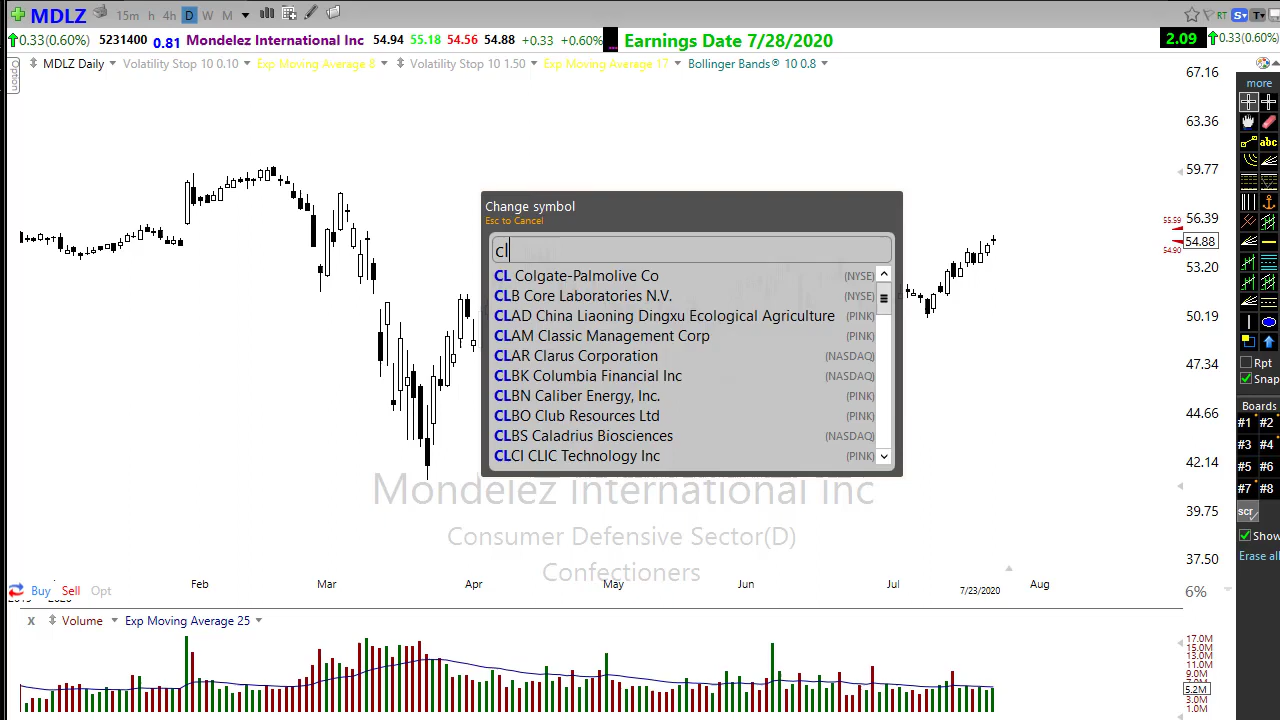 MDLZ 15m h 4h D W M RT S T
0.33(0.60%) 5231400 0.81 Mondelez International Inc 54.94 55.18 54.56 54.88 +0.33 +0.60% Earnings Date 7/28/2020 2.09 0.33(0.60%)
Option
MDLZ Daily Volatility Stop 10 0.10 Exp Moving Average 8 Volatility Stop 10 1.50 Exp Moving Average 17 Bollinger Bands® 10 0.8
67.16
more
63.36
abc
59.77
Change symbol
Esc to Cancel
56.39
55.59
54.88
54.90
Cl
CL Colgate-Palmolive Co (NYSE)
53.20
CLB Core Laboratories N.V. (NYSE)
CLAD China Liaoning Dingxu Ecological Agriculture (PINK)
50.19
CLAM Classic Management Corp (PINK)
CLAR Clarus Corporation (NASDAQ)
47.34
Rpt
CLBK Columbia Financial Inc (NASDAQ)
Snap
CLBN Caliber Energy, Inc. (PINK)
Boards
CLBO Club Resources Ltd (PINK)
44.66
#1 #2
CLBS Caladrius Biosciences (NASDAQ)
#3 #4
CLCI CLIC Technology Inc (PINK)
42.14
#5 #6
Mondelez International Inc
#7 #8
39.75
scr
Consumer Defensive Sector(D)
Show
37.50
Erase all
Confectioners
Feb Mar Apr May Jun Jul 7/23/2020 Aug
Buy Sell Opt 6%
x Volume Exp Moving Average 25
17.0M
15.0M
13.0M
11.0M
9.0M
5.2M
3.0M
1.0M